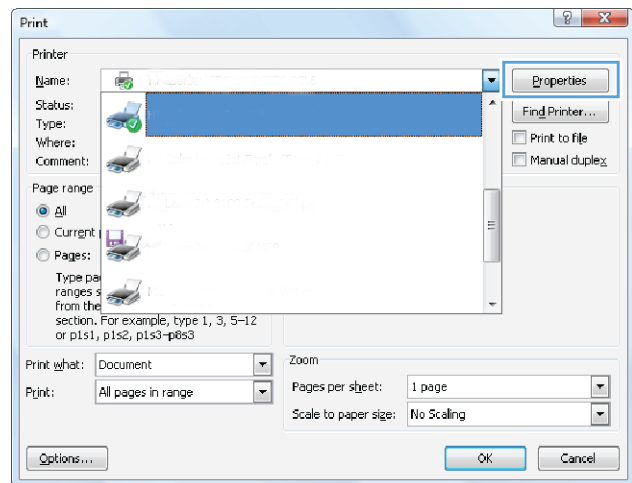 Print
Printer
Name:
Properties
Status:
Find Printer...
Type:
Where:
Print to file
Comment:
Manual duplex
Page range
All
Current
Pages:
Type pa
ranges s
from the
section. For example, type 1, 3, 5–12
or p1s1, p1s2, p1s3–p8s3
Print what: Document
Print: All pages in range
Zoom
Pages per sheet: 1 page
Scale to paper size: No Scaling
Options...
OK
Cancel